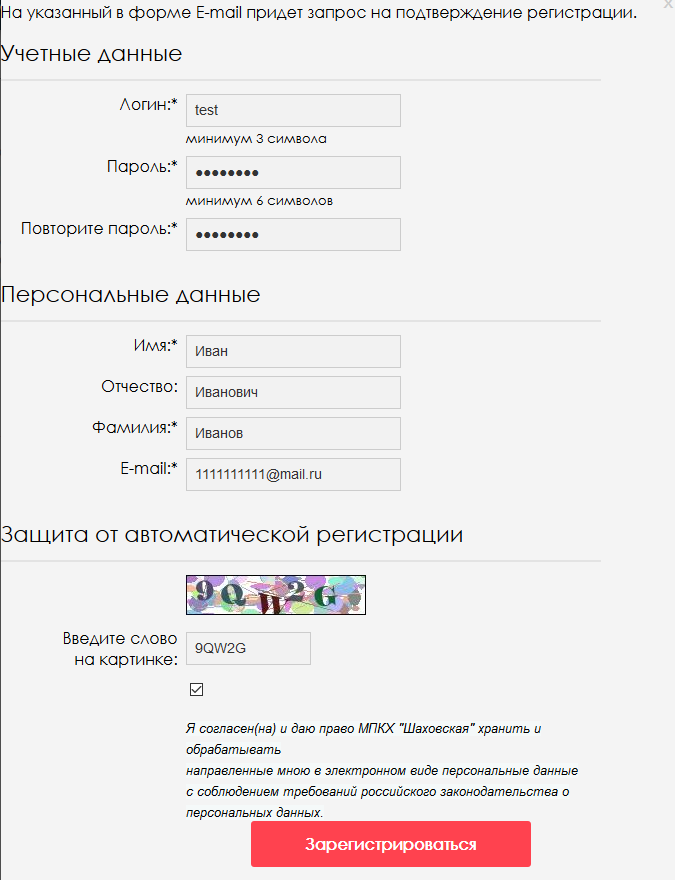 На указанный в форме E-mail придет запрос на подтверждение регистрации.
x
Учетные данные
Логин:* test
минимум 3 символа
Пароль:* ••••••••
минимум 6 символов
Повторите пароль:* ••••••••
Персональные данные
Имя:* Иван
Отчество: Иванович
Фамилия:* Иванов
E-mail:* 1111111111@mail.ru
Защита от автоматической регистрации
9QW2G
Введите слово
на картинке: 9QW2G
Я согласен(на) и даю право МПКХ "Шаховская" хранить и
обрабатывать
направленные мною в электронном виде персональные данные
с соблюдением требований российского законодательства о
персональных данных.
Зарегистрироваться